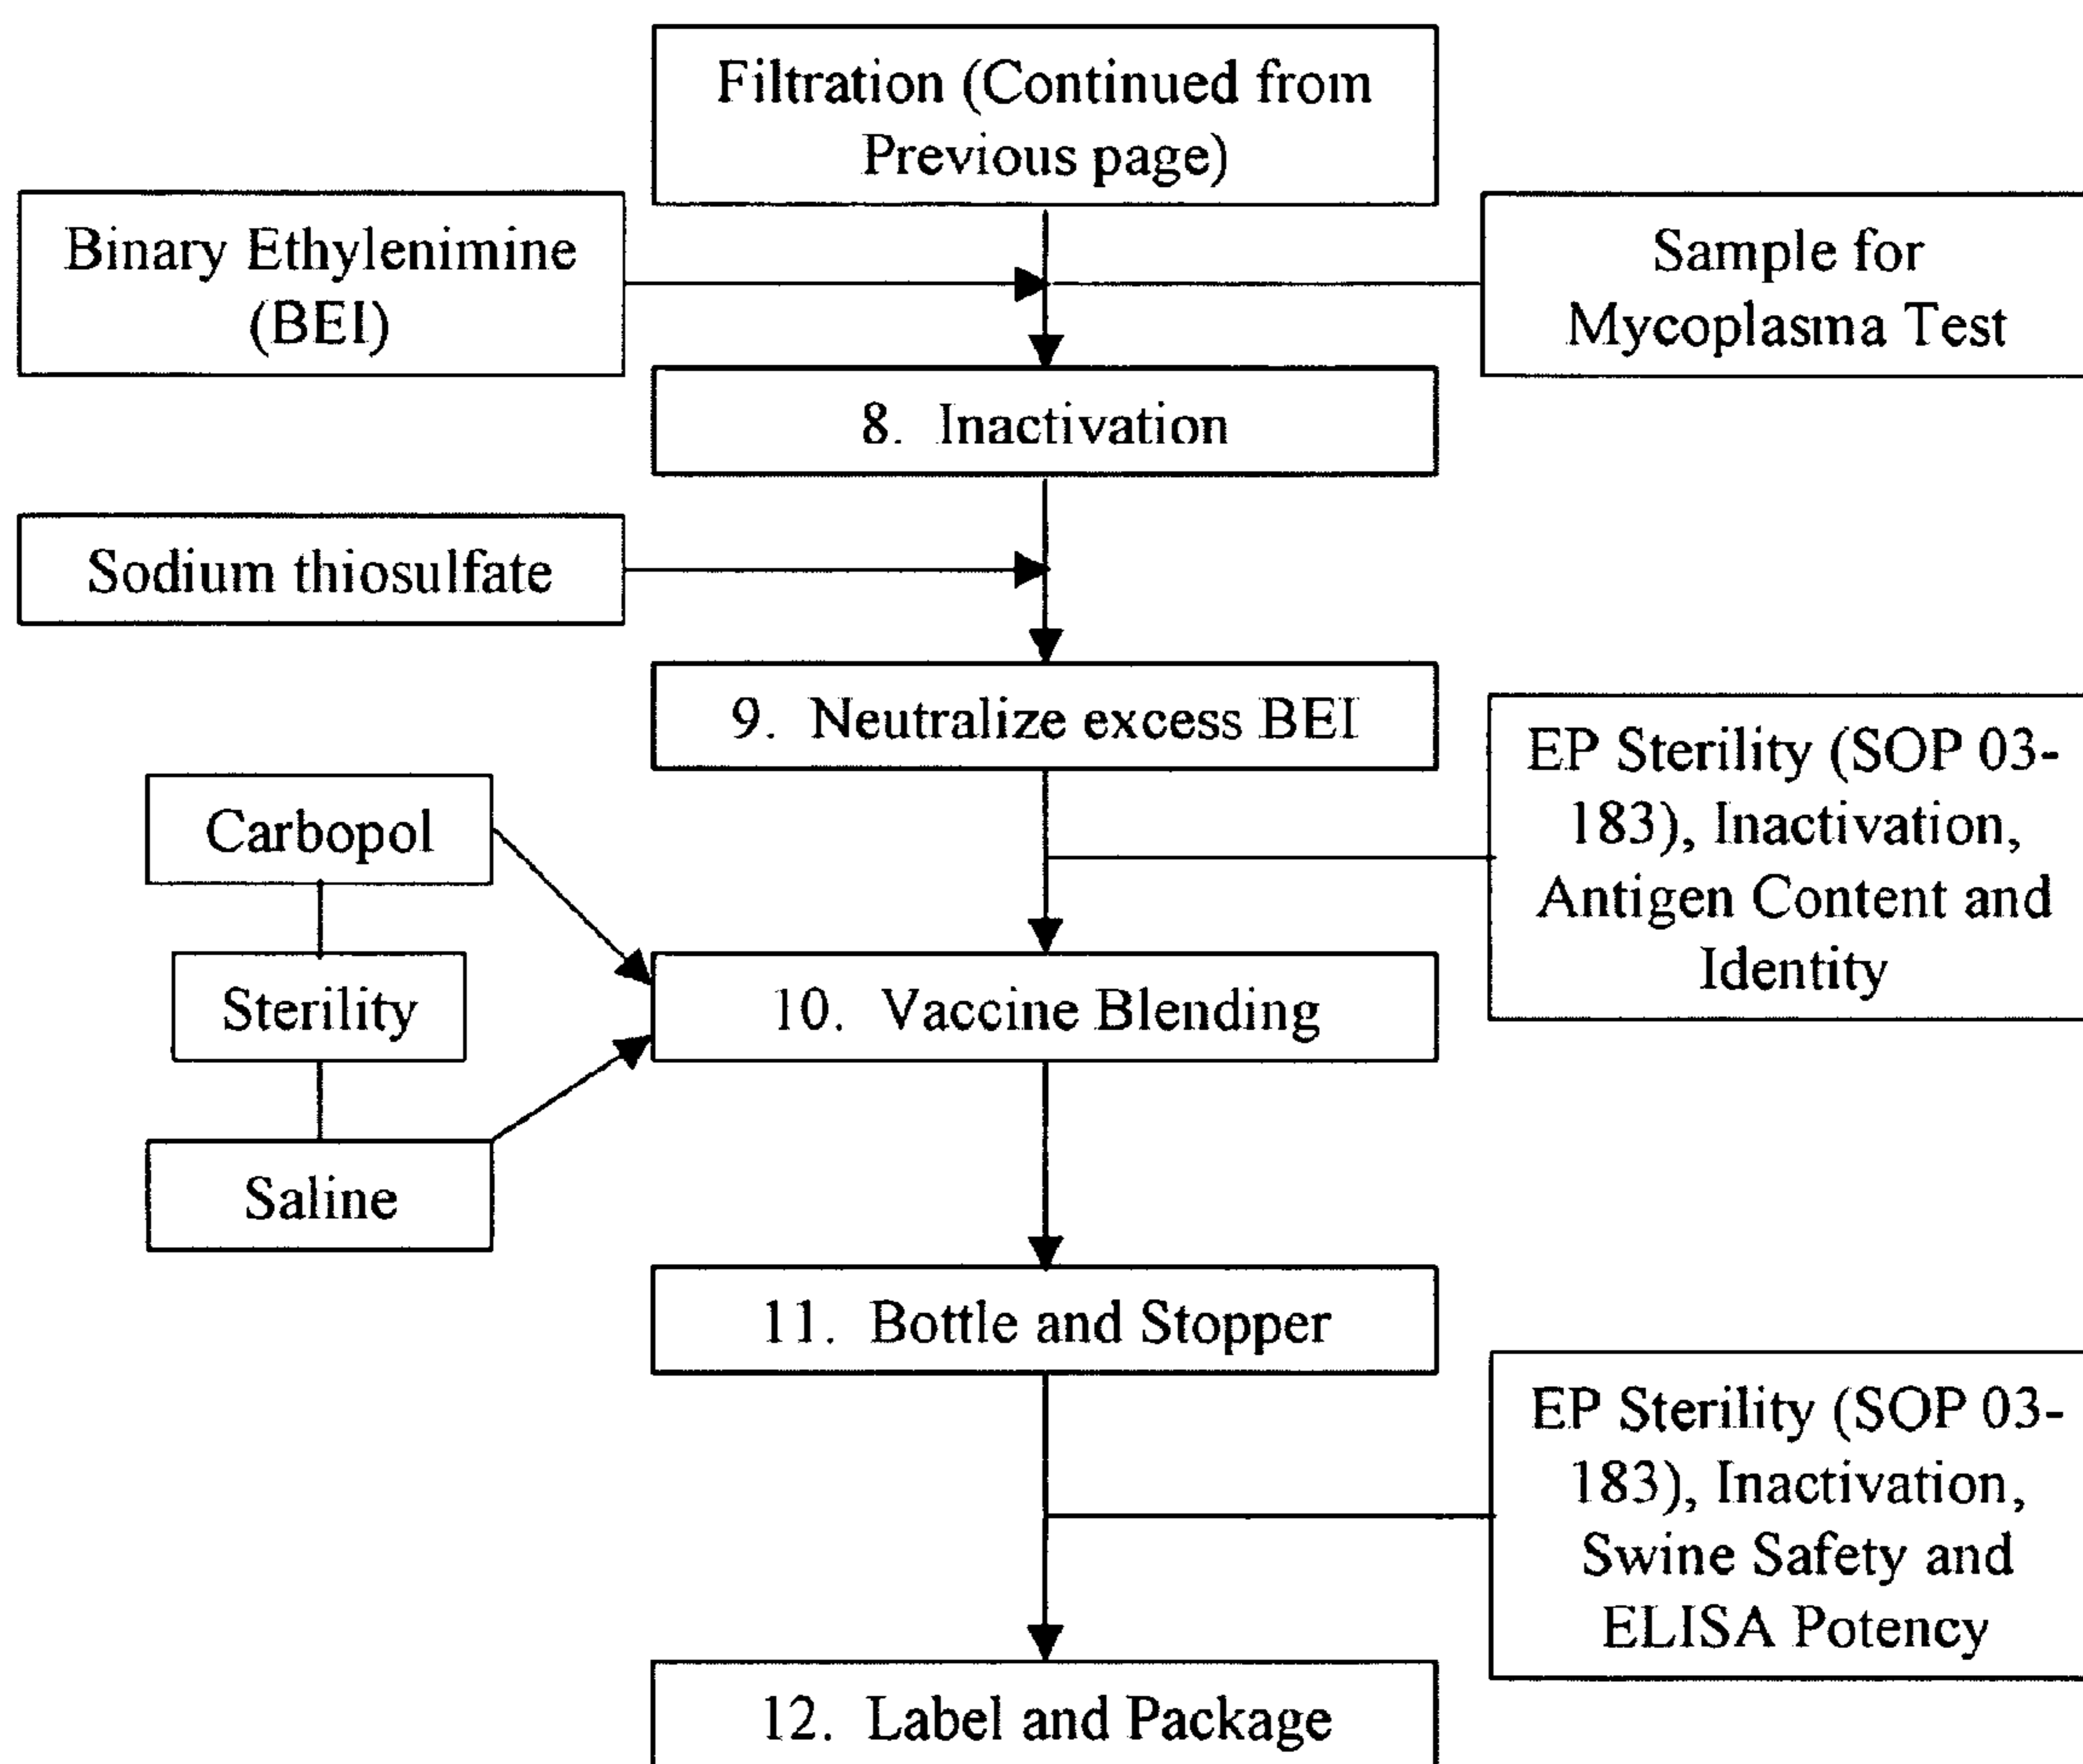 Filtration (Continued from
Previous page)
Binary Ethylenimine
(BEI)
Sample for
Mycoplasma Test
8. Inactivation
Sodium thiosulfate
9. Neutralize excess BEI
EP Sterility (SOP 03-
183), Inactivation,
Antigen Content and
Identity
Carbopol
Sterility
Saline
10. Vaccine Blending
11. Bottle and Stopper
EP Sterility (SOP 03-
183), Inactivation,
Swine Safety and
ELISA Potency
12. Label and Package